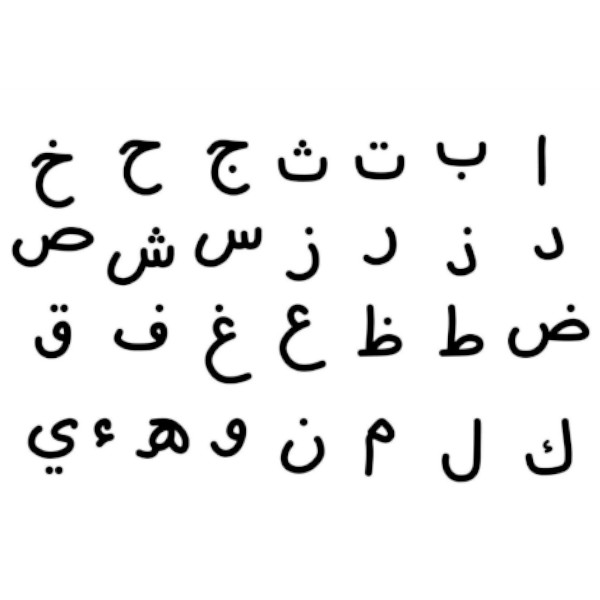 ا ب ت ث ج ح خ
د ذ ر ز س ش ص
ض ط ظ ع غ ف ق
ك ل م ن و ه ء ي